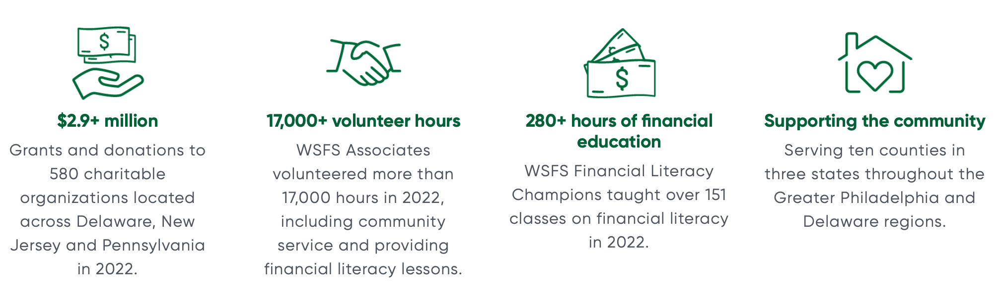 $2.9+ million
Grants and donations to
580 charitable
organizations located
across Delaware, New
Jersey and Pennsylvania
in 2022.
17,000+ volunteer hours
WSFS Associates
volunteered more than
17,000 hours in 2022,
including community
service and providing
financial literacy lessons.
280+ hours of financial
education
WSFS Financial Literacy
Champions taught over 151
classes on financial literacy
in 2022.
Supporting the community
Serving ten counties in
three states throughout the
Greater Philadelphia and
Delaware regions.